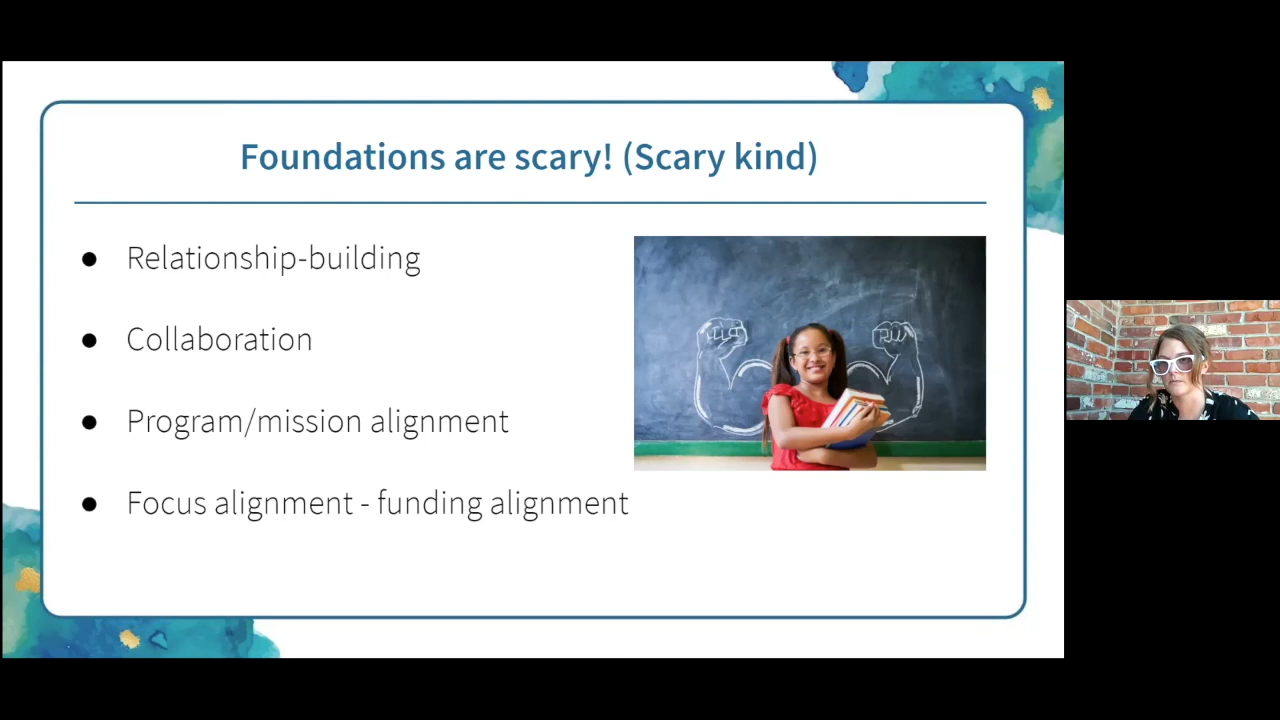 Foundations are scary! (Scary kind)
● Relationship-building
● Collaboration
● Program/mission alignment
● Focus alignment - funding alignment